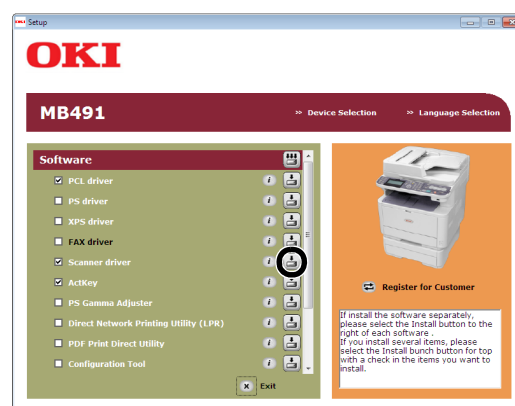 Setup
OKI
MB491
» Device Selection
» Language Selection
Software
PCL driver
PS driver
XPS driver
FAX driver
Scanner driver
ActKey
PS Gamma Adjuster
Direct Network Printing Utility (LPR)
PDF Print Direct Utility
Configuration Tool
Exit
Register for Customer
If install the software separately,
please select the Install button to the
right of each software .
If you install several items, please
select the Install bunch button for top
with a check in the items you want to
install.